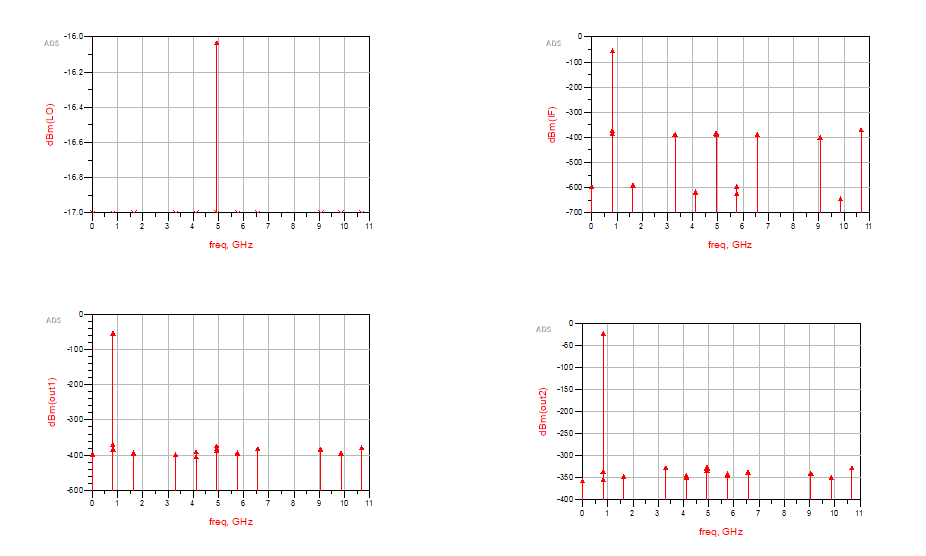 ADS
-16.0
-16.2
-16.4
-16.6
-16.8
-17.0
dBm(LO)
0 1 2 3 4 5 6 7 8 9 10 11
freq, GHz
ADS
0
-100
-200
-300
-400
-500
-600
-700
dBm(IF)
0 1 2 3 4 5 6 7 8 9 10 11
freq, GHz
ADS
0
-100
-200
-300
-400
-500
dBm(out1)
0 1 2 3 4 5 6 7 8 9 10 11
freq, GHz
ADS
0
-50
-100
-150
-200
-250
-300
-350
-400
dBm(out2)
0 1 2 3 4 5 6 7 8 9 10 11
freq, GHz